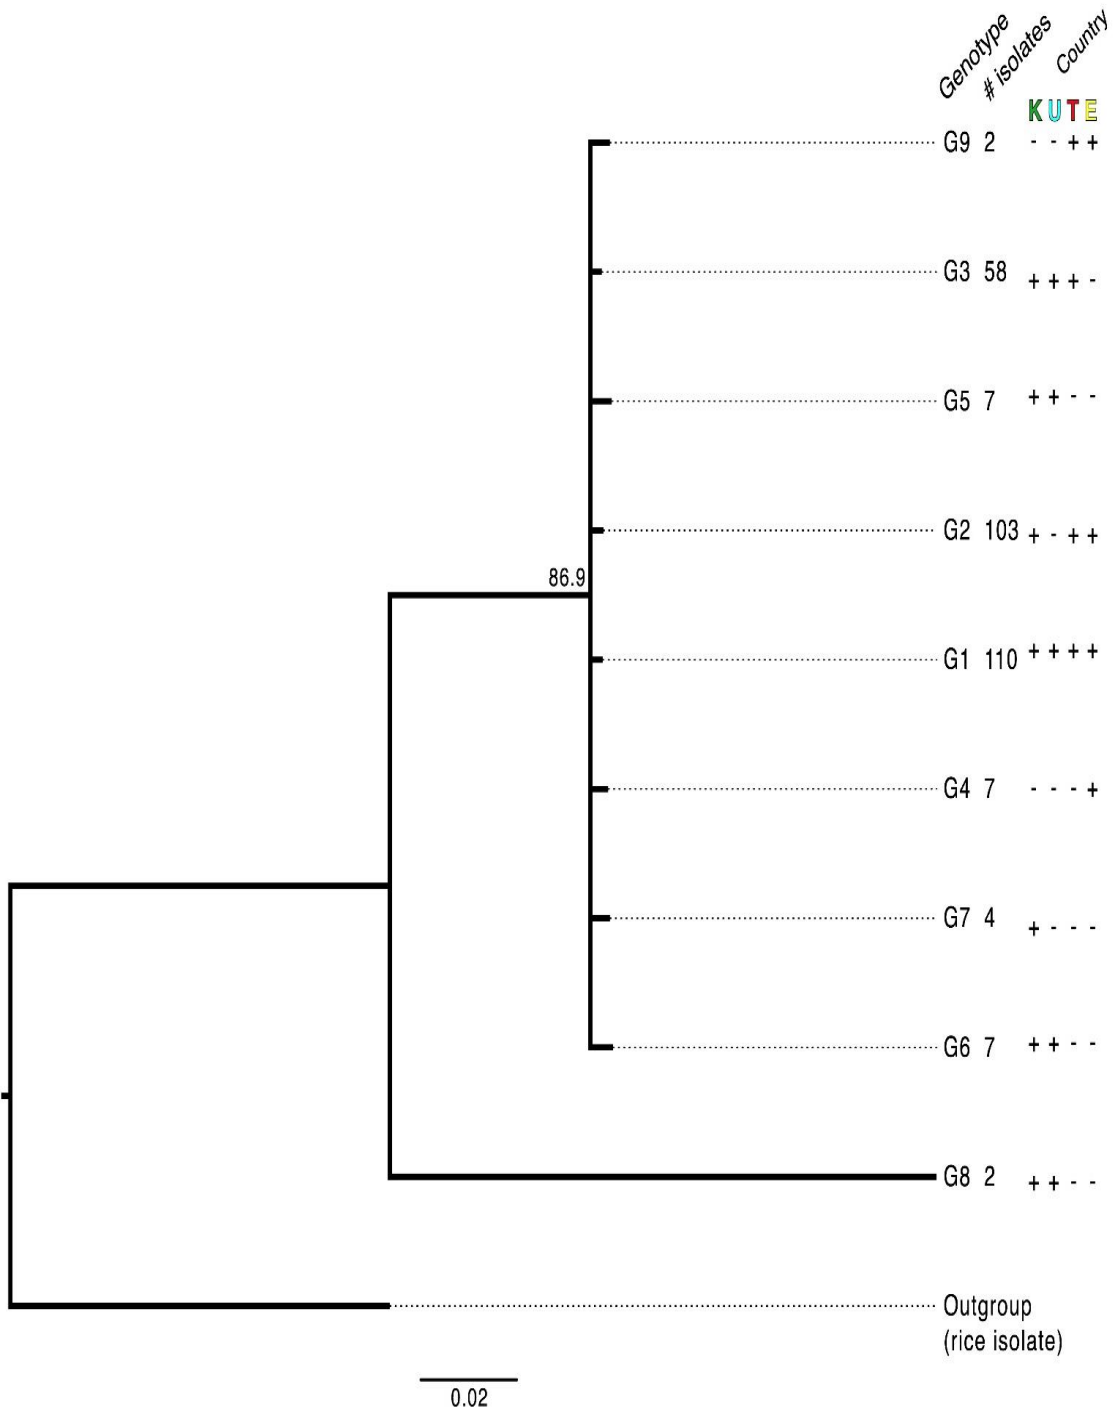 Genotype
# isolates
Country
K U T E
G9 2 - - + +
G3 58 + + + -
G5 7 + + - -
G2 103 + - + +
86.9
G1 110 + + + +
G4 7 - - - +
G7 4 + - - -
G6 7 + + - -
G8 2 + + - -
Outgroup
(rice isolate)
0.02